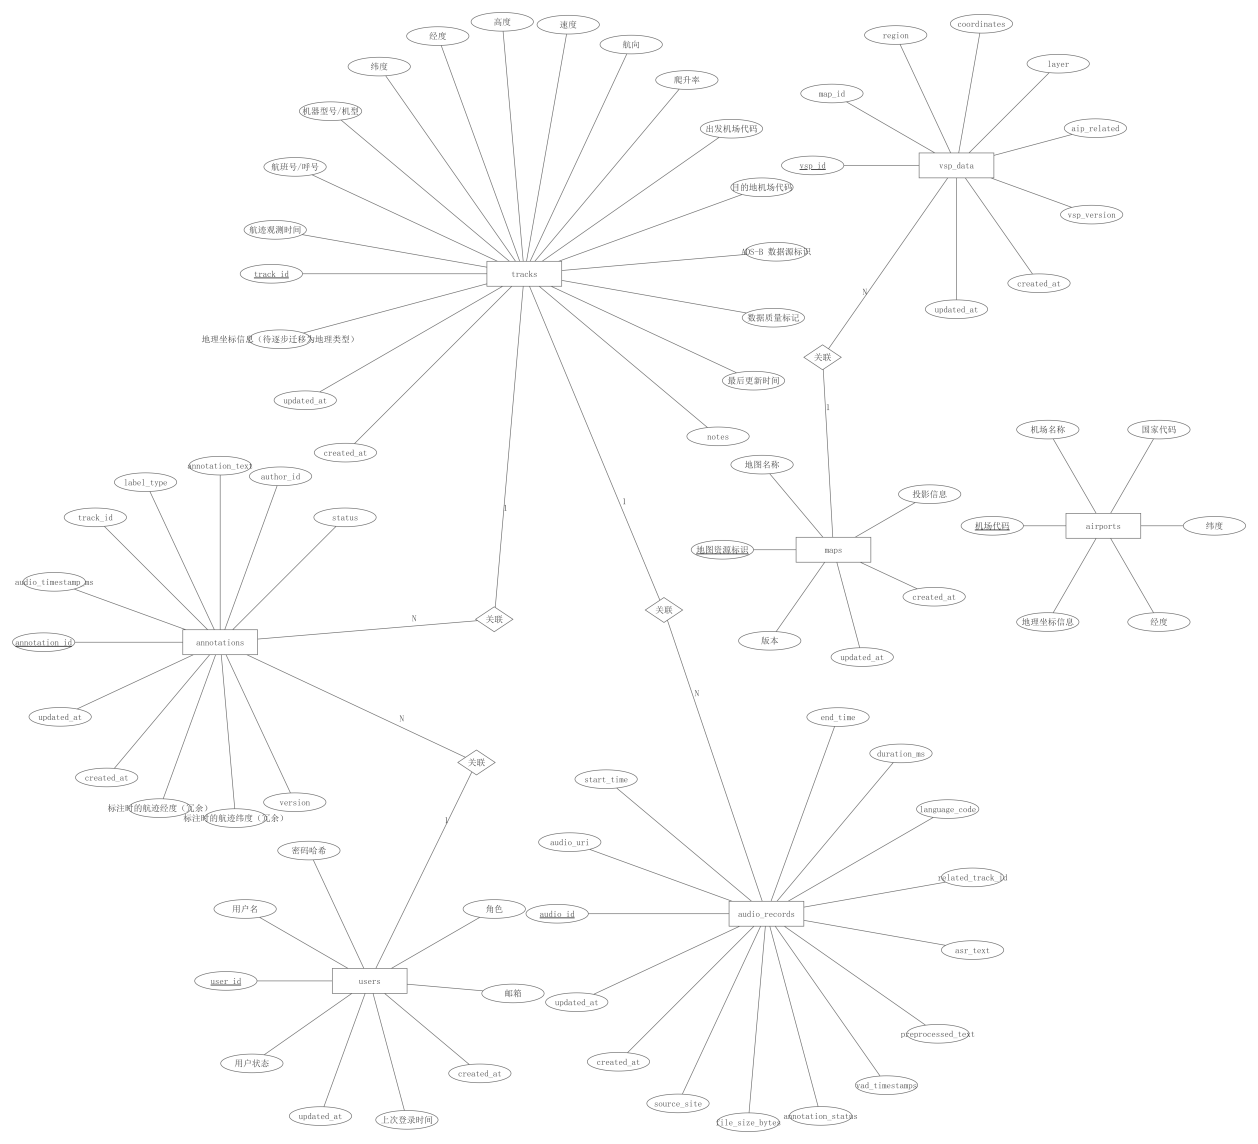 高度
速度
经度
航向
纬度
爬升率
机器型号/机型
出发机场代码
航班号/呼号
目的地机场代码
航迹观测时间
ADS-B 数据源标识
track_id
tracks
地理坐标信息（待逐步迁移为地理类型）
数据质量标记
updated_at
最后更新时间
created_at
notes
coordinates
region
layer
map_id
aip_related
vsp_id
vsp_data
vsp_version
created_at
updated_at
N
关联
1
地图名称
投影信息
地图资源标识
maps
created_at
版本
updated_at
机场名称
国家代码
机场代码
airports
纬度
地理坐标信息
经度
annotation_text
label_type
author_id
track_id
status
audio_timestamp_ms
annotation_id
annotations
updated_at
created_at
标注时的航迹经度（冗余）
标注时的航迹纬度（冗余）
version
1
关联
N
1
关联
N
N
关联
1
密码哈希
用户名
角色
user_id
users
邮箱
用户状态
created_at
updated_at
上次登录时间
end_time
duration_ms
start_time
language_code
audio_uri
related_track_id
audio_id
audio_records
asr_text
updated_at
preprocessed_text
created_at
vad_timestamps
source_site
annotation_status
file_size_bytes